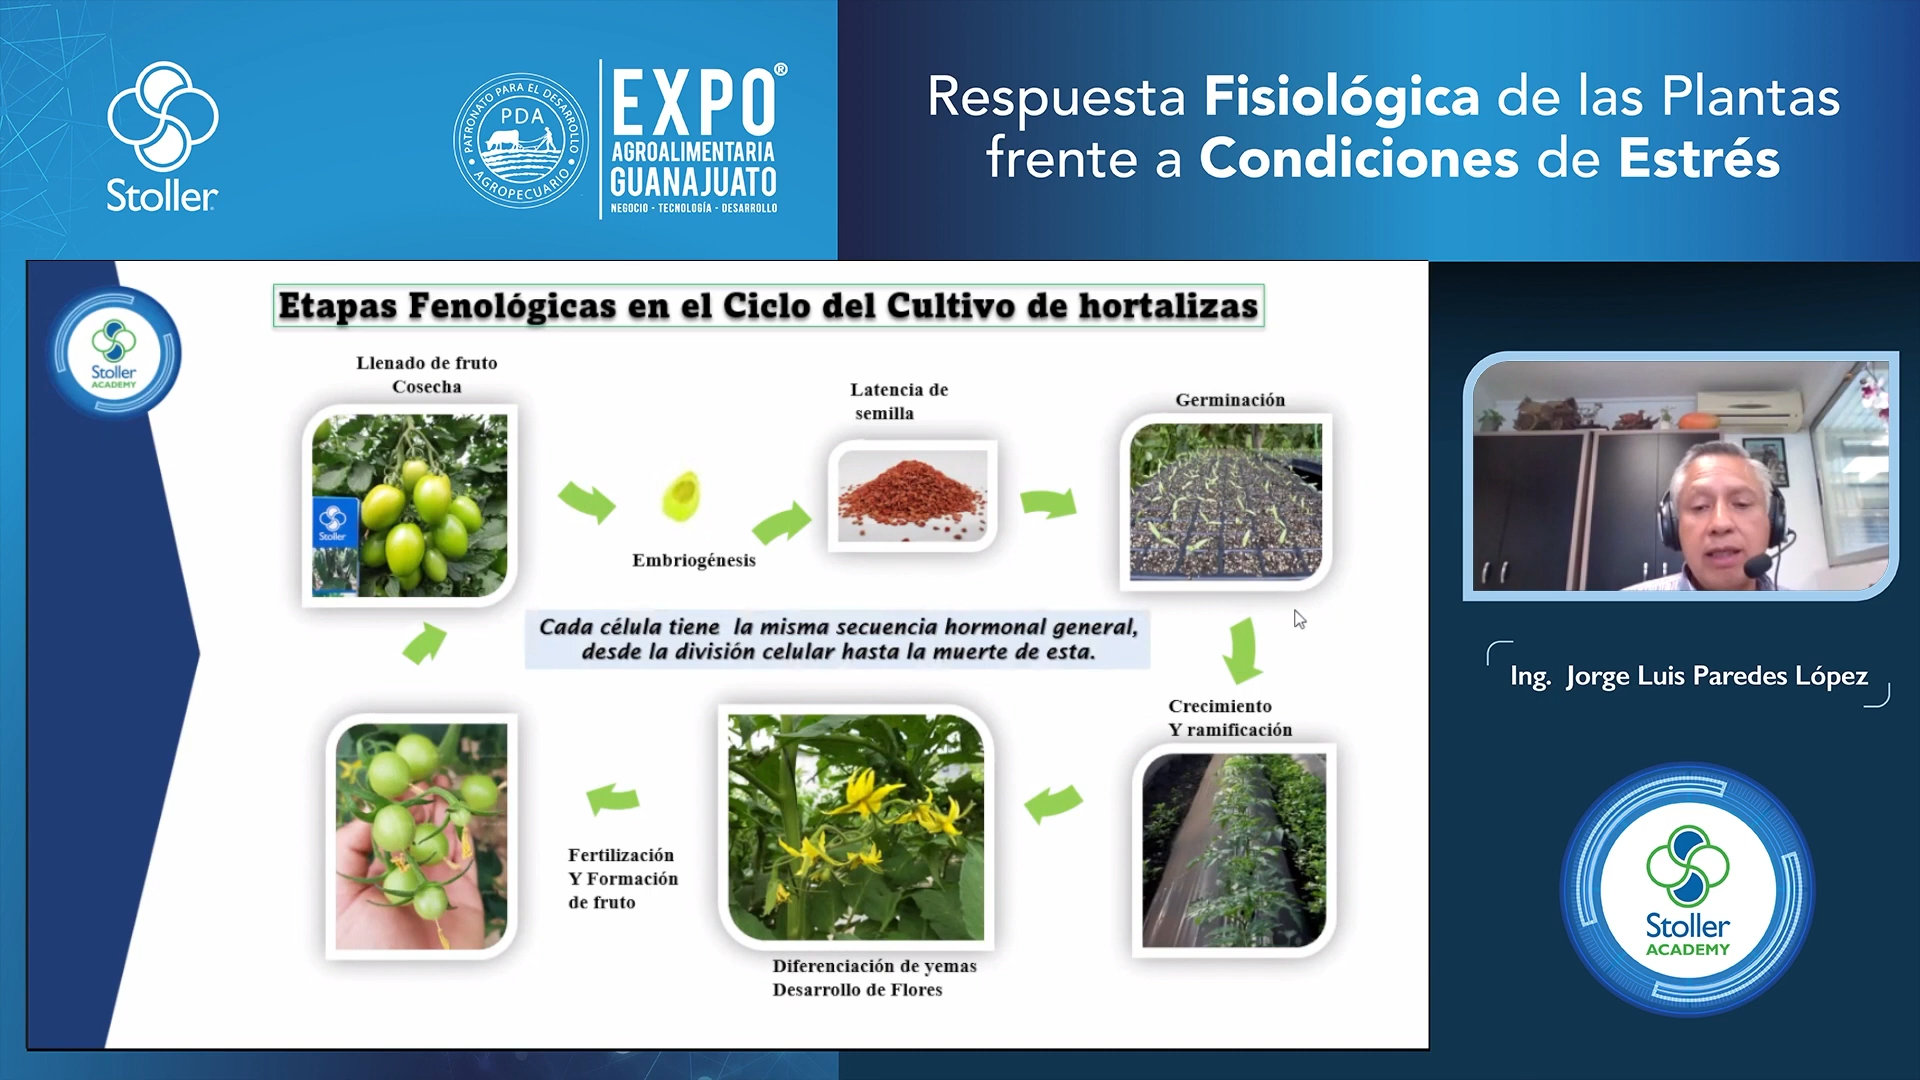 Stoller
PATRONATO PARA EL DESARROLLO
PDA
AGROPECUARIO
EXPO®
AGROALIMENTARIA
GUANAJUATO
NEGOCIO - TECNOLOGÍA - DESARROLLO
Respuesta Fisiológica de las Plantas
frente a Condiciones de Estrés
Stoller
ACADEMY
Etapas Fenológicas en el Ciclo del Cultivo de hortalizas
Llenado de fruto
Cosecha
Stoller
Embriogénesis
Latencia de
semilla
Germinación
Cada célula tiene la misma secuencia hormonal general,
desde la división celular hasta la muerte de esta.
Crecimiento
Y ramificación
Fertilización
Y Formación
de fruto
Diferenciación de yemas
Desarrollo de Flores
Ing. Jorge Luis Paredes López
Stoller
ACADEMY